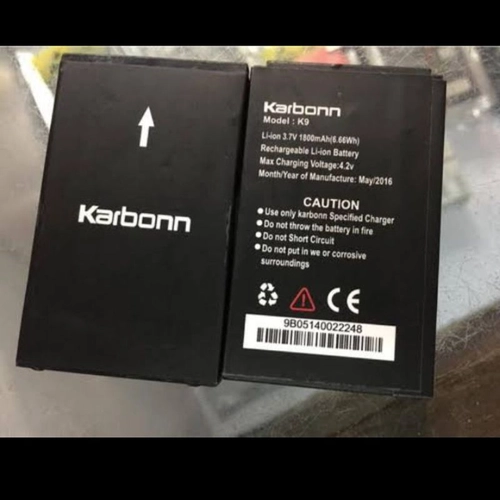 Karbonn
Karbonn
Model : K9
Li-ion 3.7V 1800mAh(6.66Wh)
Rechargeable Li-ion Battery
Max Charging Voltage:4.2v
Month/Year of Manufacture: May/2016
CAUTION
Use only karbonn Specified Charger
Do not throw the battery in fire
Do not Short Circuit
Do not put in we or corrosive
surroundings
CE
9B05140022248